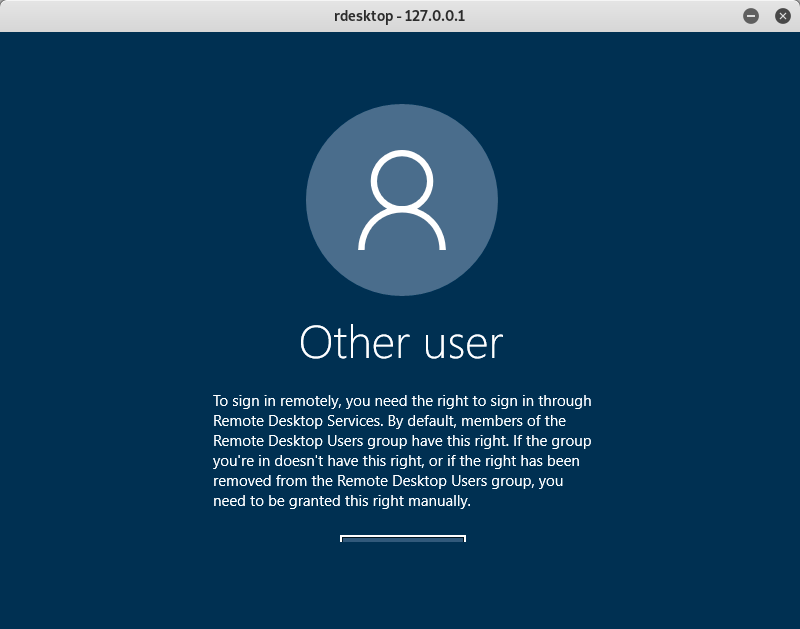 rdesktop - 127.0.0.1
Other user
To sign in remotely, you need the right to sign in through
Remote Desktop Services. By default, members of the
Remote Desktop Users group have this right. If the group
you're in doesn't have this right, or if the right has been
removed from the Remote Desktop Users group, you
need to be granted this right manually.